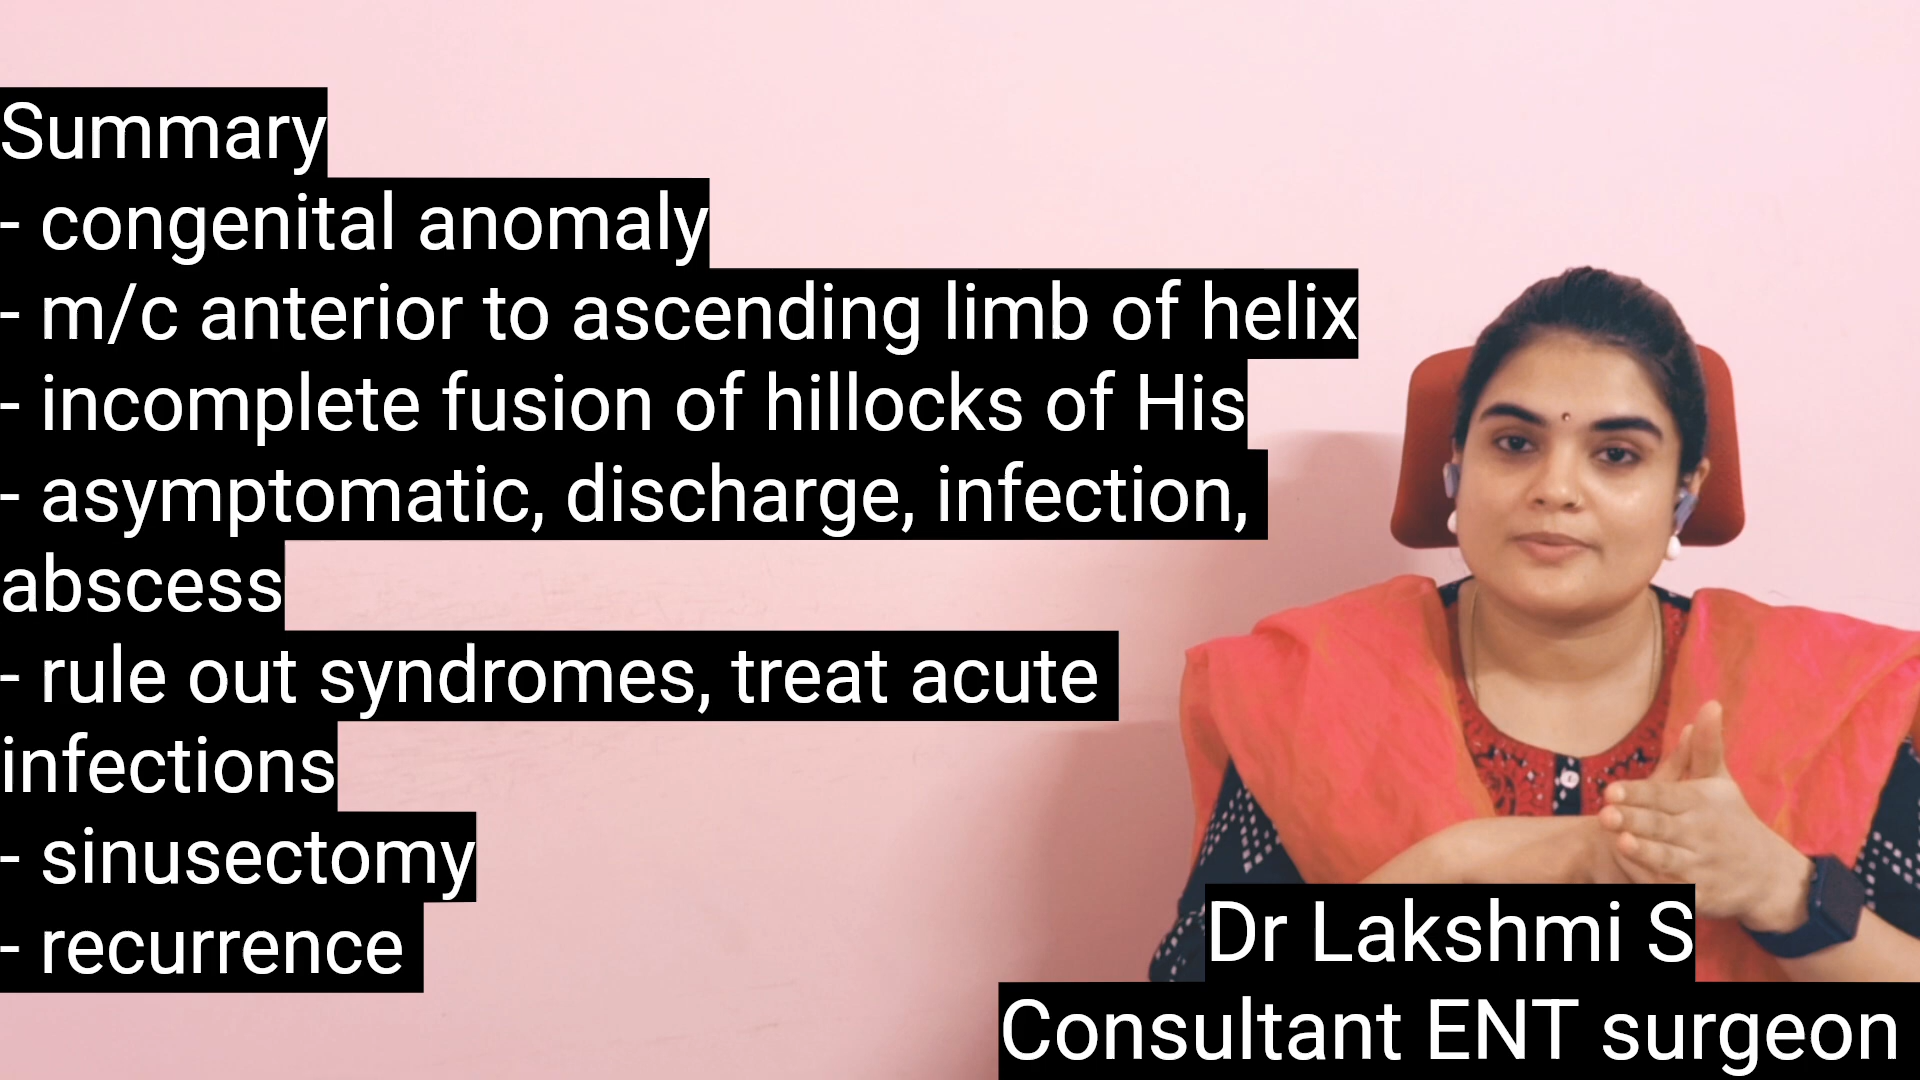 Summary
- congenital anomaly
- m/c anterior to ascending limb of helix
- incomplete fusion of hillocks of His
- asymptomatic, discharge, infection,
abscess
- rule out syndromes, treat acute
infections
- sinusectomy
- recurrence
Dr Lakshmi S
Consultant ENT surgeon